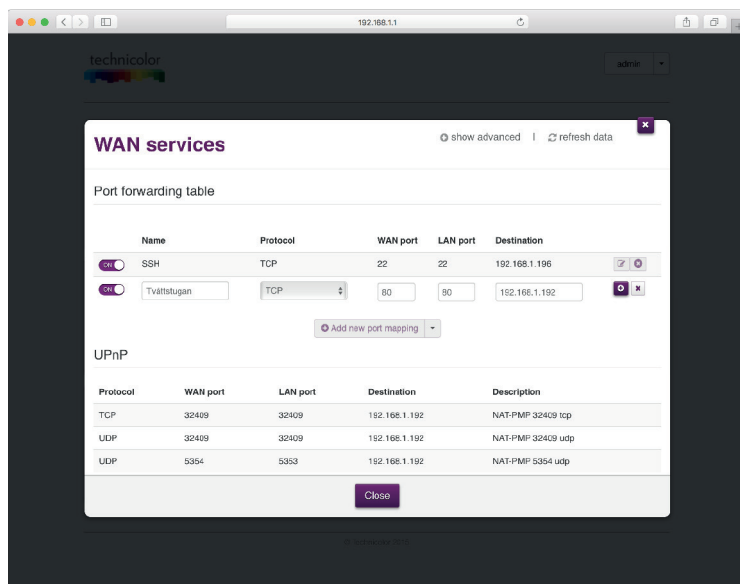 192.168.1.1
technicolor
admin
WAN services
show advanced | refresh data
Port forwarding table
Name Protocol WAN port LAN port Destination
ON SSH TCP 22 22 192.168.1.196
ON Tvättstugan TCP 80 80 192.168.1.192
Add new port mapping
UPnP
Protocol WAN port LAN port Destination Description
TCP 32409 32409 192.168.1.192 NAT-PMP 32409 tcp
UDP 32409 32409 192.168.1.192 NAT-PMP 32409 udp
UDP 5354 5353 192.168.1.192 NAT-PMP 5354 udp
Close